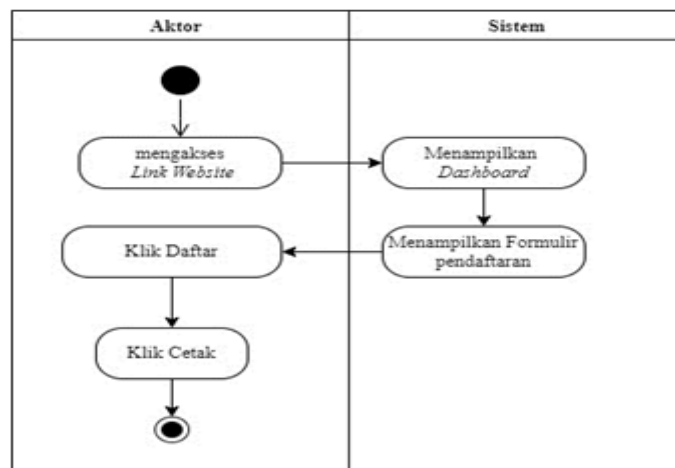 Aktor
Sistem
mengakses
Link Website
Menampilkan
Dashboard
Klik Daftar
Menampilkan Formulir
pendaftaran
Klik Cetak